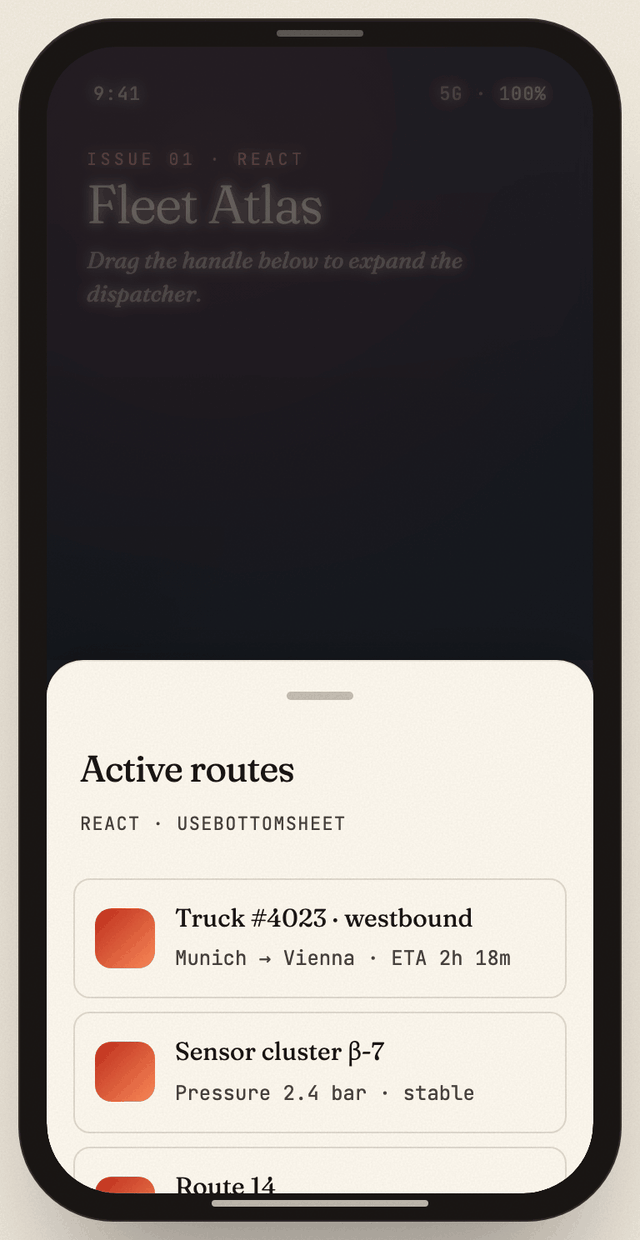 9:41
5G · 100%
ISSUE 01 · REACT
Fleet Atlas
Drag the handle below to expand the
dispatcher.
Active routes
REACT · USEBOTTOMSHEET
Truck #4023 · westbound
Munich → Vienna · ETA 2h 18m
Sensor cluster β-7
Pressure 2.4 bar · stable
Route 14